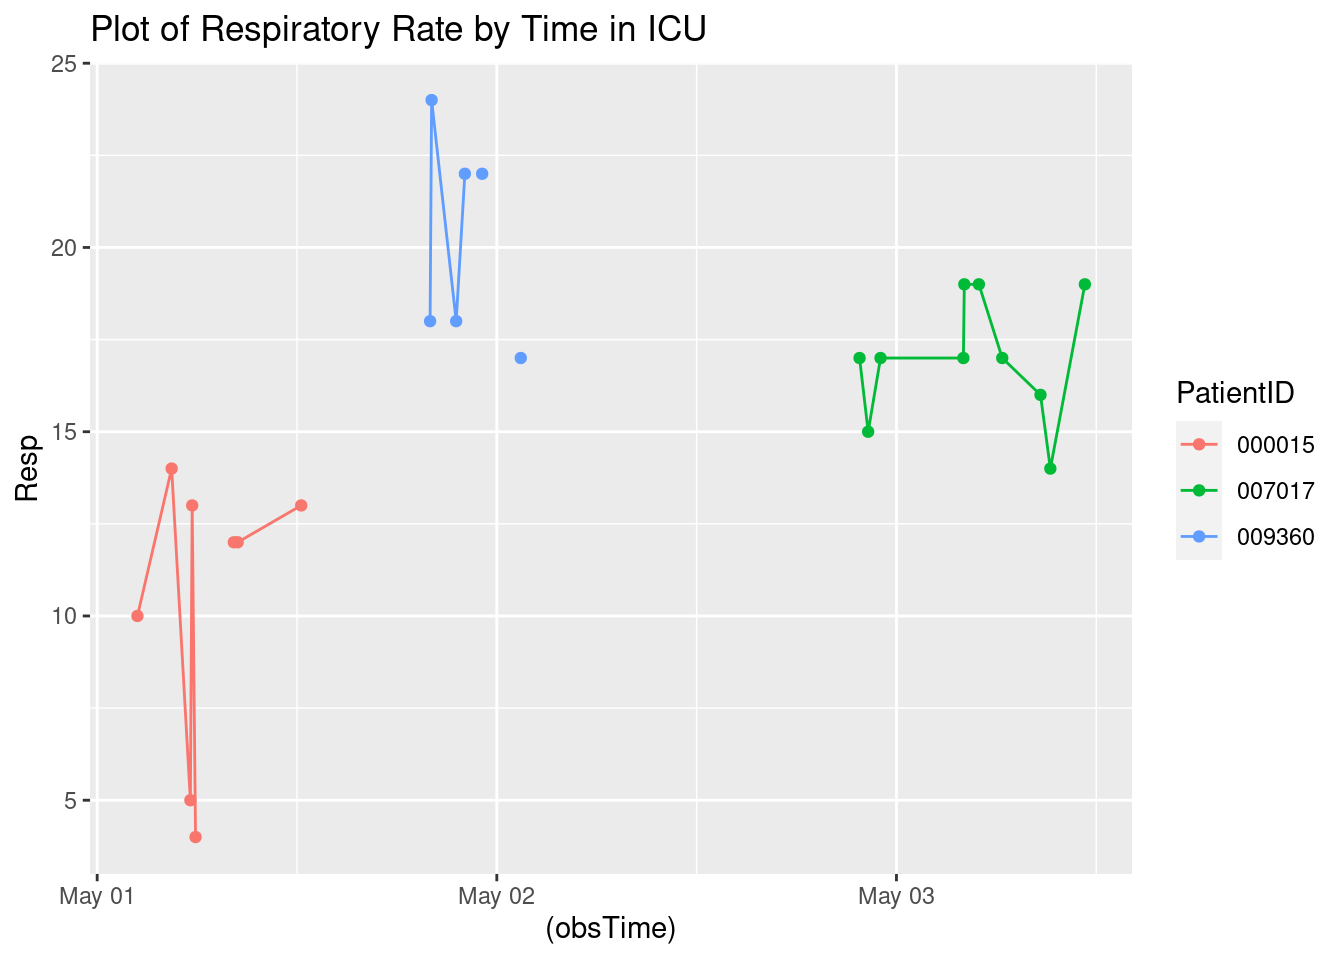 Plot of Respiratory Rate by Time in ICU
25
20
15
10
5
Resp
May 01
May 02
May 03
(obsTime)
PatientID
000015
007017
009360